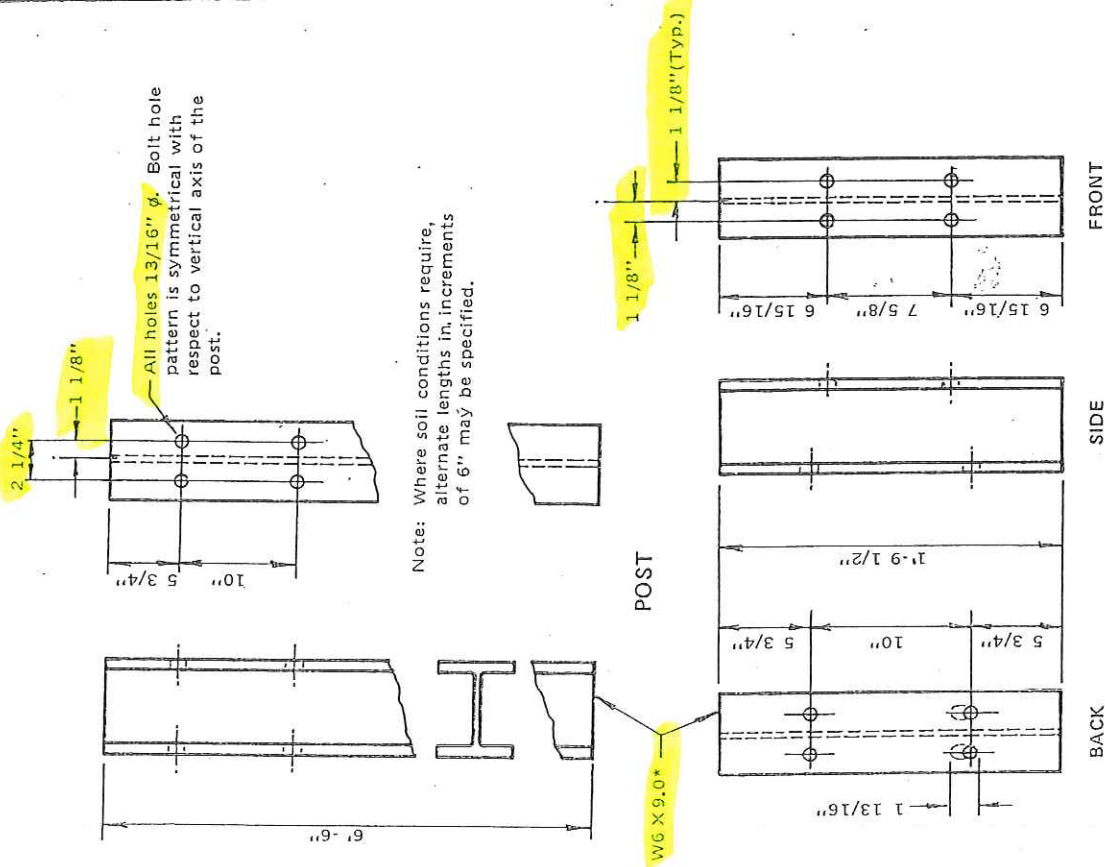 2 1/4"
1 1/8"
All holes 13/16" ø. Bolt hole
pattern is symmetrical with
respect to vertical axis of the
post.
5 3/4"
10"
Note: Where soil conditions require,
alternate lengths in increments
of 6" may be specified.
6'-6"
POST
W6 X 9.0*
1 1/8"
1 1/8"(Typ.)
6 15/16"
7 5/8"
6 15/16"
1'-9 1/2"
5 3/4"
10"
5 3/4"
1 13/16"
BACK
SIDE
FRONT